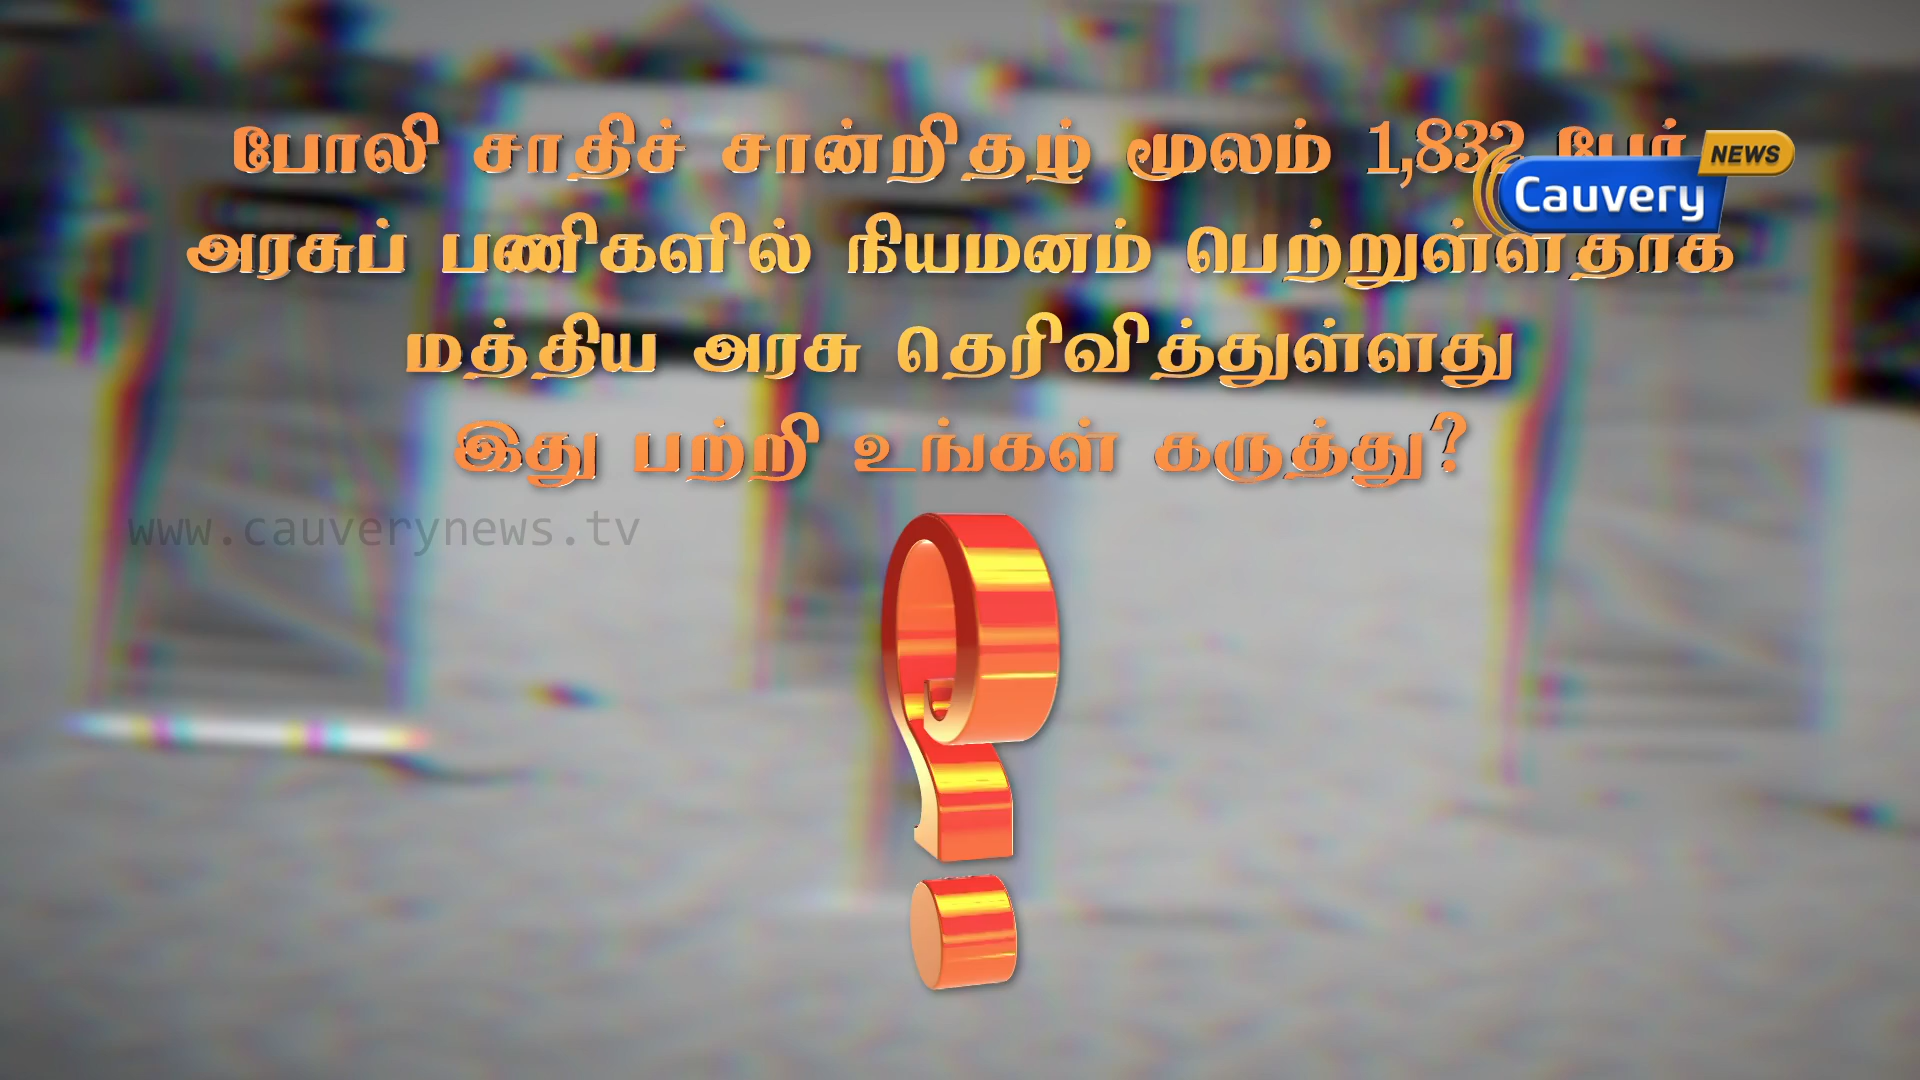 போலி சாதிச் சான்றிதழ் மூலம் 1,832 பேர்
NEWS
Cauvery
அரசுப் பணிகளில் நியமனம் பெற்றுள்ளதாக
மத்திய அரசு தெரிவித்துள்ளது
இது பற்றி உங்கள் கருத்து?
www.cauverynews.tv